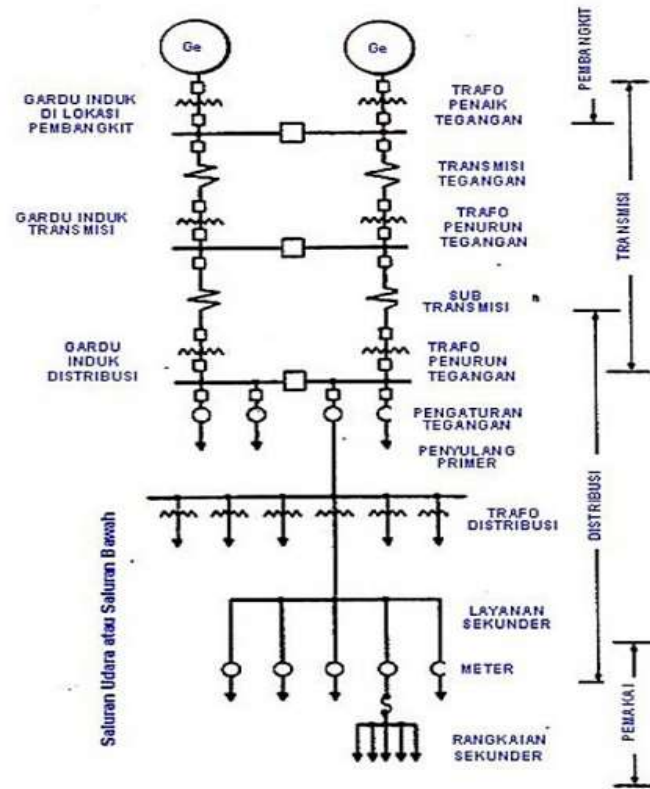 Ge
Ge
GARDU INDUK
DI LOKASI
PEMBANGKIT
TRAFO
PENAIK
TEGANGAN
PEMBANGKIT
TRANSMISI
TEGANGAN
GARDU INDUK
TRANSMISI
TRAFO
PENURUN
TEGANGAN
TRANSMISI
SUB
TRANSMISI
n
GARDU
INDUK
DISTRIBUSI
TRAFO
PENURUN
TEGANGAN
PENGATURAN
TEGANGAN
PENYULANG
PRIMER
DISTRIBUSI
TRAFO
DISTRIBUSI
Saluran Udara atau Saluran Bawah
LAYANAN
SEKUNDER
METER
PEMAKAI
RANGKAIAN
SEKUNDER